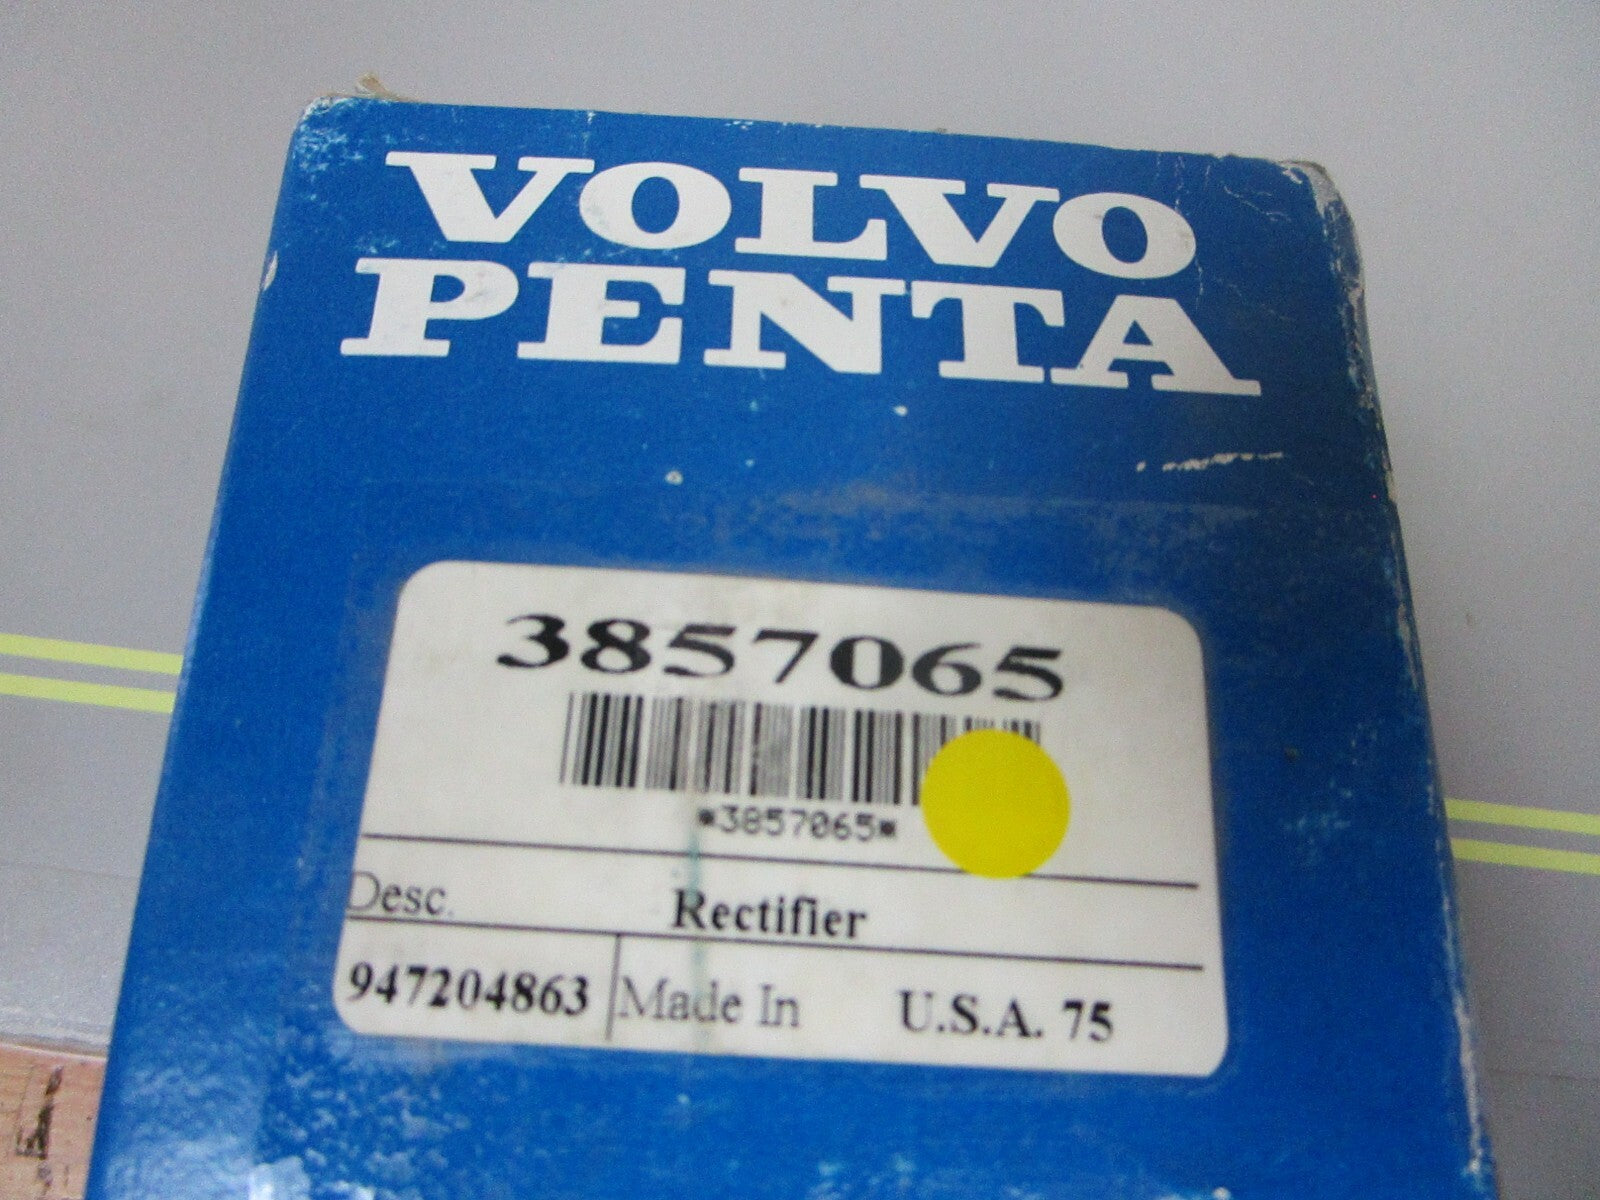 VOLVO
PENTA
3857065
*3857065*
Desc. Rectifier
947204863 Made In U.S.A. 75